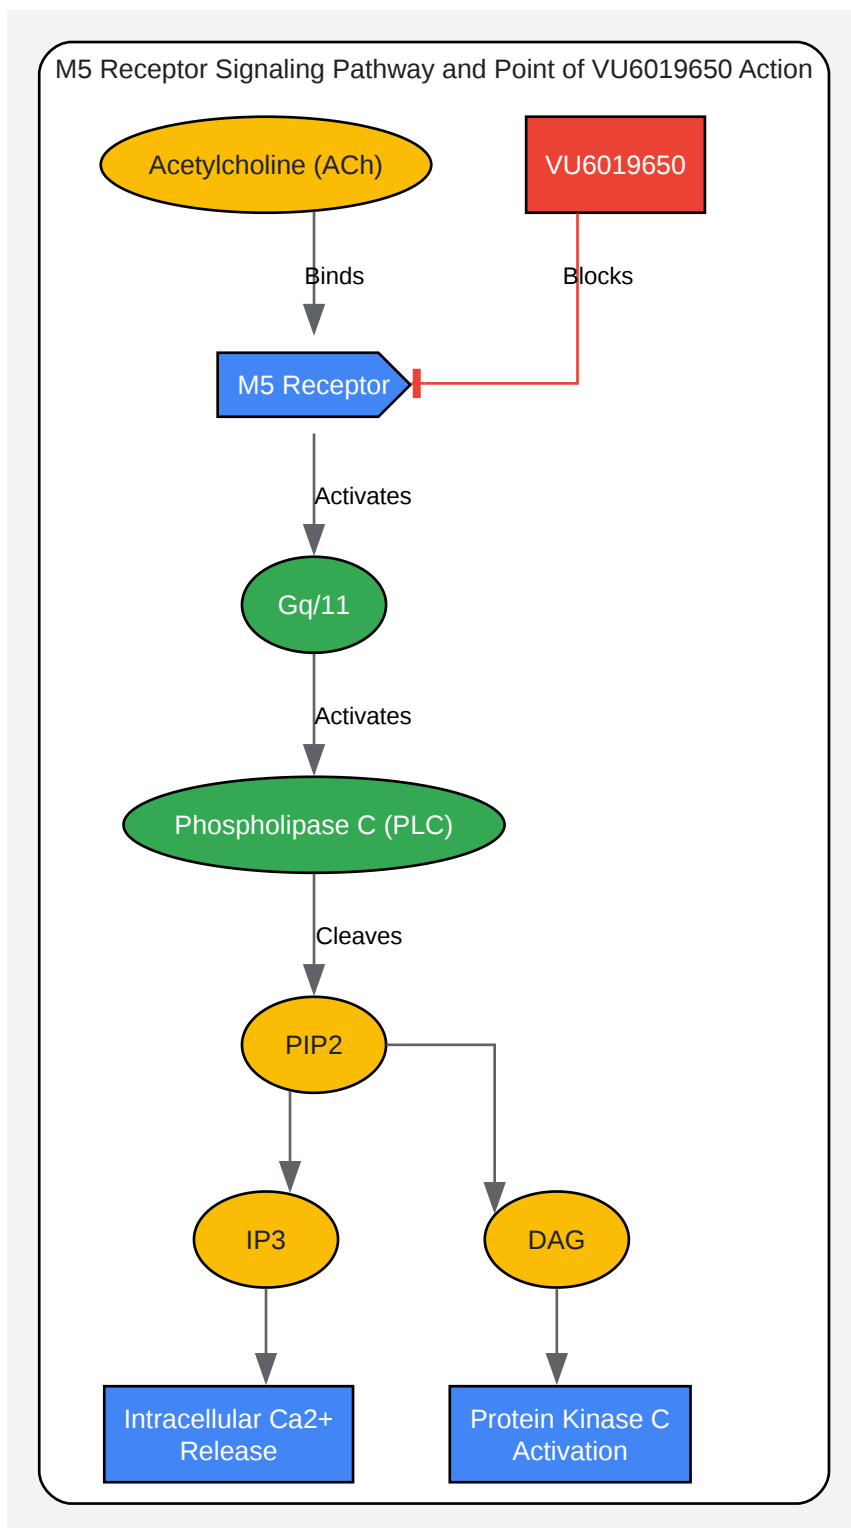 M5 Receptor Signaling Pathway and Point of VU6019650 Action
Acetylcholine (ACh)
VU6019650
Binds
Blocks
M5 Receptor
Activates
Gq/11
Activates
Phospholipase C (PLC)
Cleaves
PIP2
IP3
DAG
Intracellular Ca2+
Release
Protein Kinase C
Activation